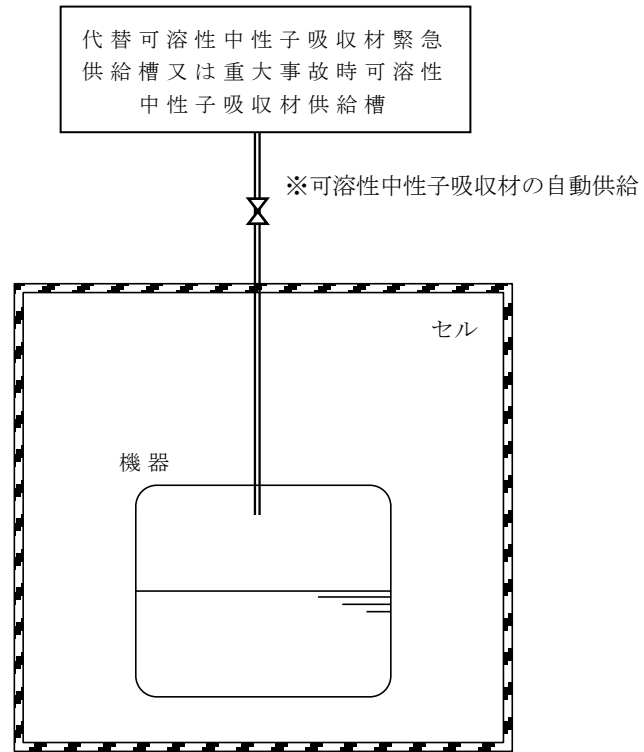 代替可溶性中性子吸収材緊急
供給槽又は重大事故時可溶性
中性子吸収材供給槽
※可溶性中性子吸収材の自動供給
セル
機器